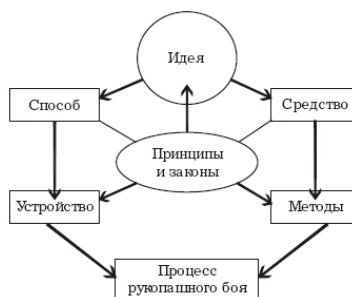 Идея
Способ
Средство
Принципы
и законы
Устройство
Методы
Процесс
рукопашного боя